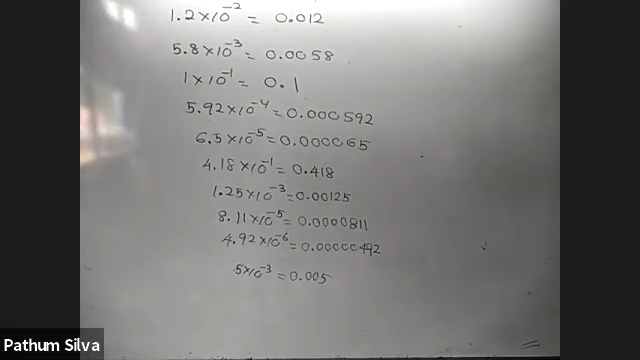 1.2×10⁻² = 0.012
5.8×10⁻³ = 0.0058
1×10⁻¹ = 0.1
5.92×10⁻⁴ = 0.000592
6.5×10⁻⁵ = 0.000065
4.18×10⁻¹ = 0.418
1.25×10⁻³ = 0.00125
8.11×10⁻⁵ = 0.0000811
4.92×10⁻⁶ = 0.00000492
5×10⁻³ = 0.005
Pathum Silva